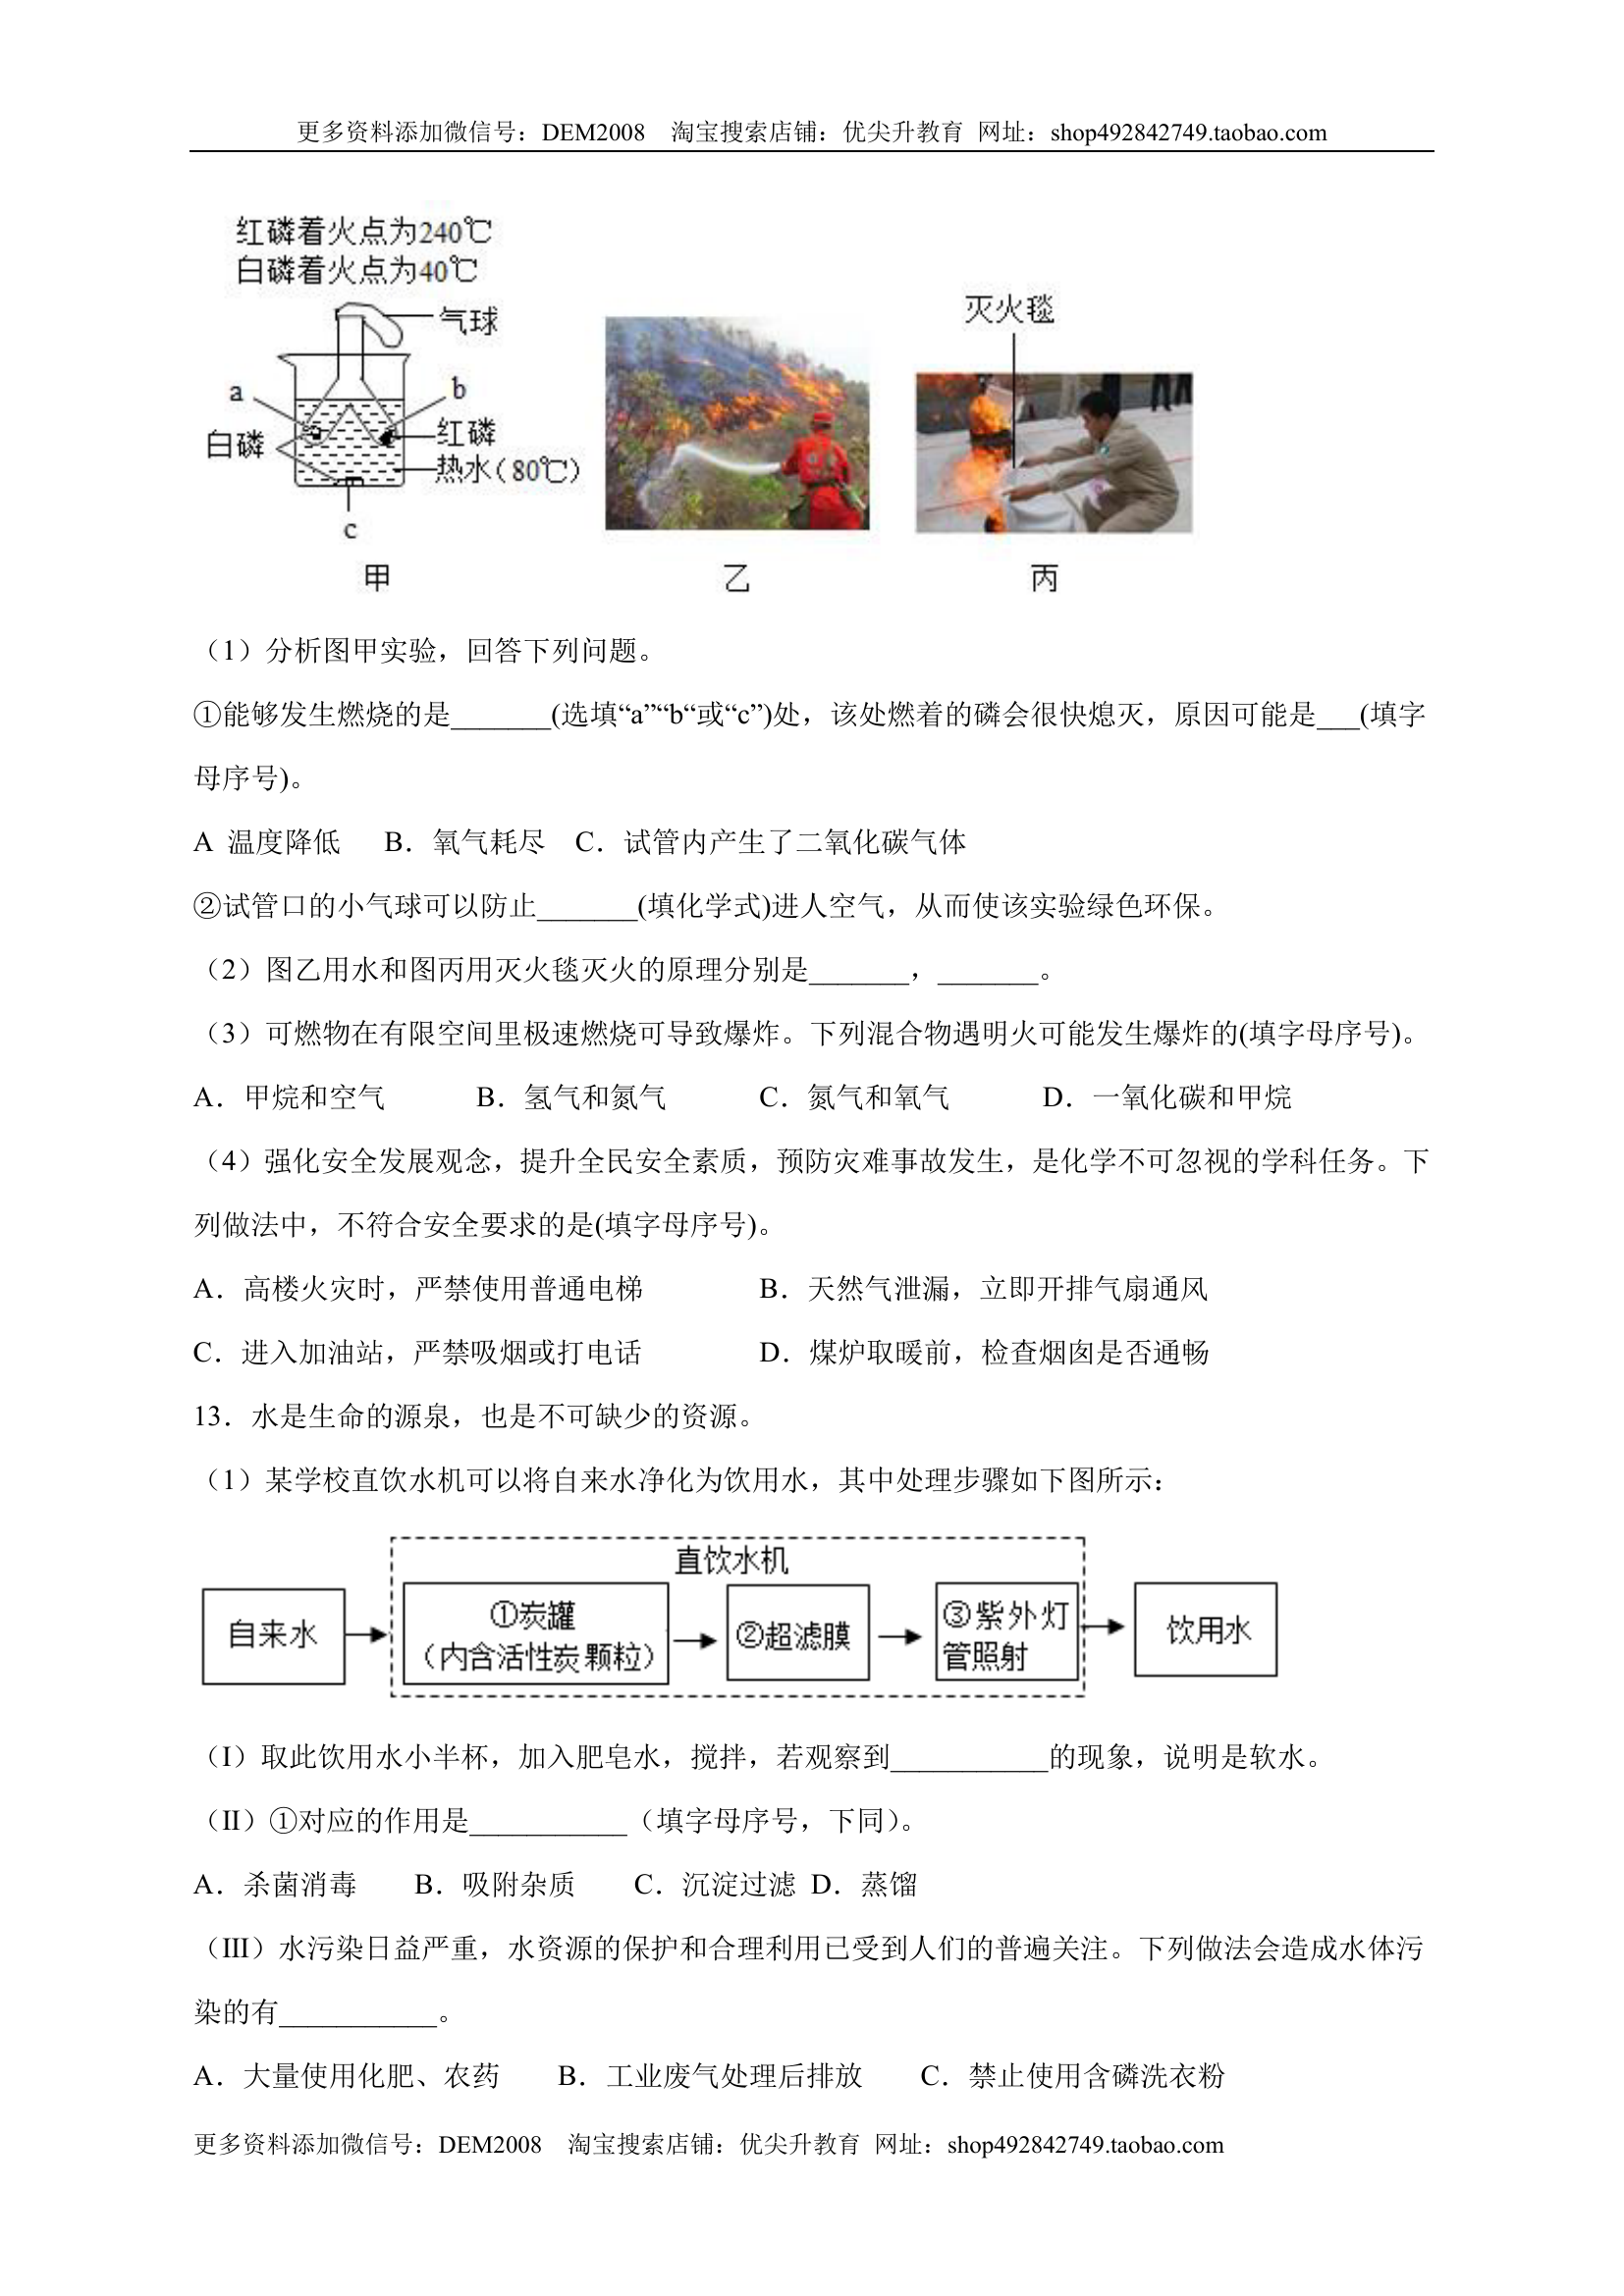 更多资料添加微信号：DEM2008 淘宝搜索店铺：优尖升教育 网址：shop492842749.taobao.com
红磷着火点为240℃
白磷着火点为40℃
气球
灭火毯
a
b
白磷
红磷
热水(80℃)
c
甲
乙
丙
（1）分析图甲实验，回答下列问题。
①能够发生燃烧的是_______(选填“a”“b“或“c”)处，该处燃着的磷会很快熄灭，原因可能是___(填字
母序号)。
A 温度降低 B．氧气耗尽 C．试管内产生了二氧化碳气体
②试管口的小气球可以防止_______(填化学式)进人空气，从而使该实验绿色环保。
（2）图乙用水和图丙用灭火毯灭火的原理分别是_______，_______。
（3）可燃物在有限空间里极速燃烧可导致爆炸。下列混合物遇明火可能发生爆炸的(填字母序号)。
A．甲烷和空气 B．氢气和氮气 C．氮气和氧气 D．一氧化碳和甲烷
（4）强化安全发展观念，提升全民安全素质，预防灾难事故发生，是化学不可忽视的学科任务。下
列做法中，不符合安全要求的是(填字母序号)。
A．高楼火灾时，严禁使用普通电梯 B．天然气泄漏，立即开排气扇通风
C．进入加油站，严禁吸烟或打电话 D．煤炉取暖前，检查烟囱是否通畅
13．水是生命的源泉，也是不可缺少的资源。
（1）某学校直饮水机可以将自来水净化为饮用水，其中处理步骤如下图所示：
直饮水机
自来水
①炭罐
（内含活性炭颗粒）
②超滤膜
③紫外灯
管照射
饮用水
（I）取此饮用水小半杯，加入肥皂水，搅拌，若观察到___________的现象，说明是软水。
（II）①对应的作用是___________（填字母序号，下同）。
A．杀菌消毒 B．吸附杂质 C．沉淀过滤 D．蒸馏
（III）水污染日益严重，水资源的保护和合理利用已受到人们的普遍关注。下列做法会造成水体污
染的有___________。
A．大量使用化肥、农药 B．工业废气处理后排放 C．禁止使用含磷洗衣粉
更多资料添加微信号：DEM2008 淘宝搜索店铺：优尖升教育 网址：shop492842749.taobao.com